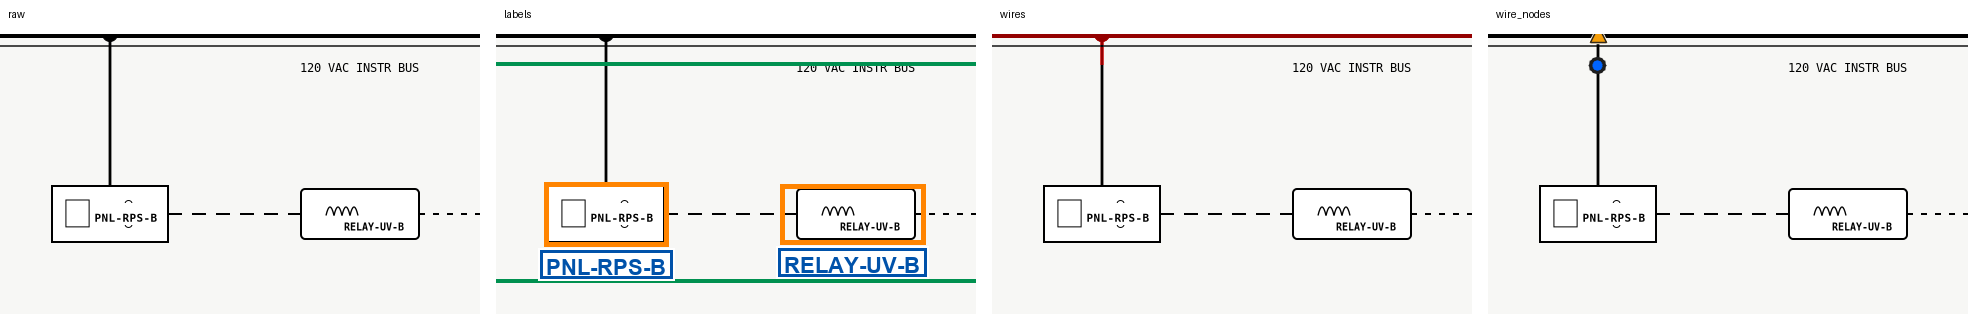 raw
labels
wires
wire_nodes
120 VAC INSTR BUS
120 VAC INSTR BUS
120 VAC INSTR BUS
120 VAC INSTR BUS
PNL-RPS-B
RELAY-UV-B
PNL-RPS-B
RELAY-UV-B
PNL-RPS-B
RELAY-UV-B
PNL-RPS-B
RELAY-UV-B
PNL-RPS-B
RELAY-UV-B